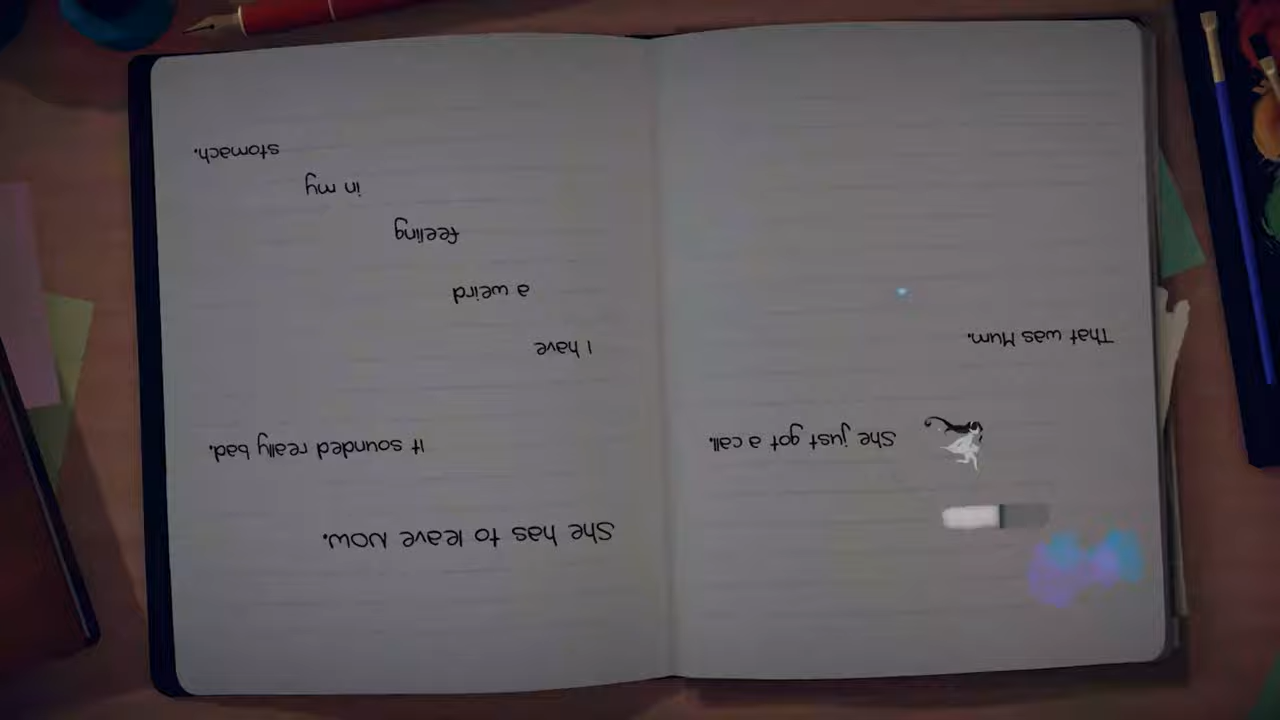 She just got a call.
That was Mum.
She has to leave NOW.
It sounded really bad.
I have
a weird
feeling
in my
stomach.